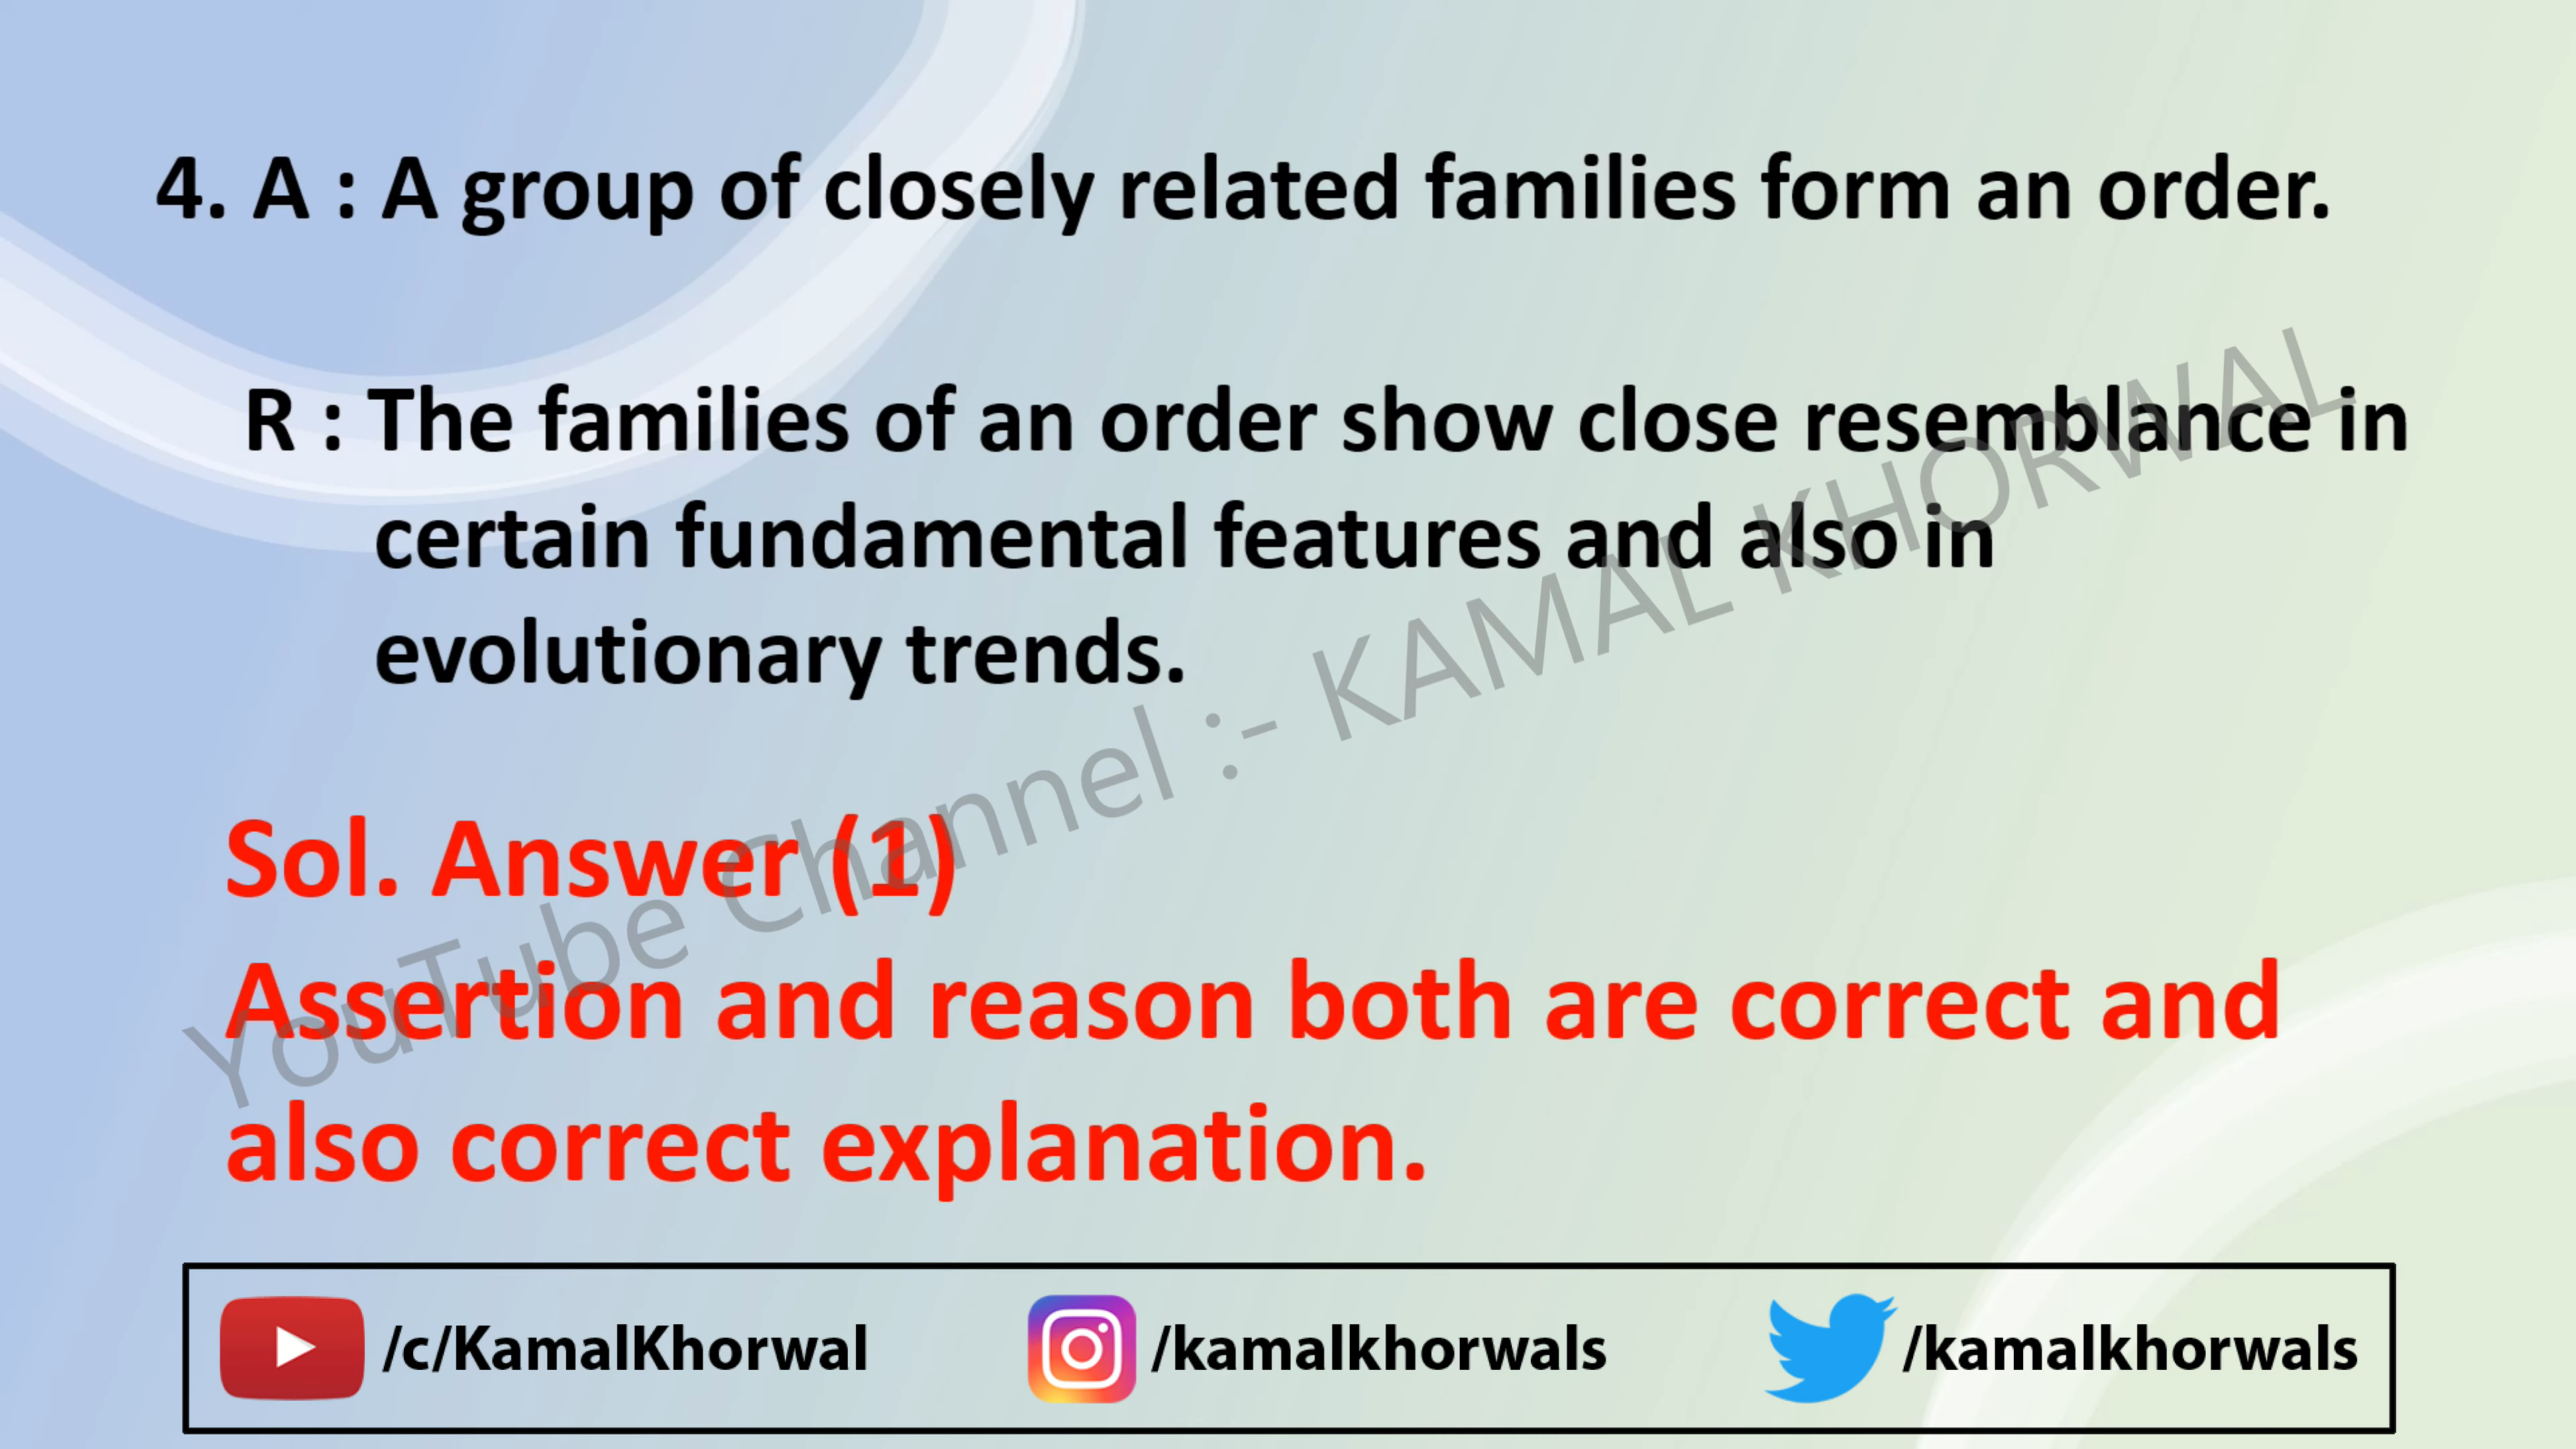 4. A : A group of closely related families form an order.
R : The families of an order show close resemblance in
certain fundamental features and also in
evolutionary trends.
YouTube Channel :- KAMAL KHORWAL
Sol. Answer (1)
Assertion and reason both are correct and
also correct explanation.
/c/KamalKhorwal /kamalkhorwals /kamalkhorwals